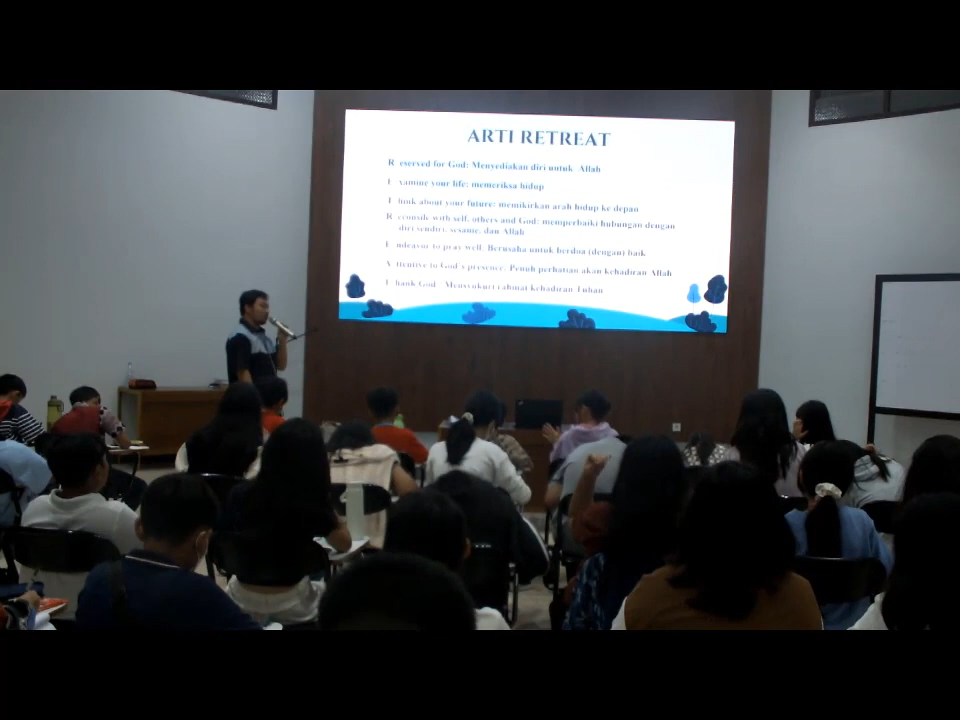 ARTI RETREAT
R eserved for God: Menyediakan diri untuk Allah
E xamine your life: memeriksa hidup
T hink about your future: memikirkan arah hidup ke depan
R econsile with self, others and God: memperbaiki hubungan dengan
diri sendiri, sesame, dan Allah
E ndeavor to pray well: Berusaha untuk berdoa (dengan) baik
A ttentive to God's presence: Penuh perhatian akan kehadiran Allah
T hank God : Mensyukuri rahmat kehadiran Tuhan